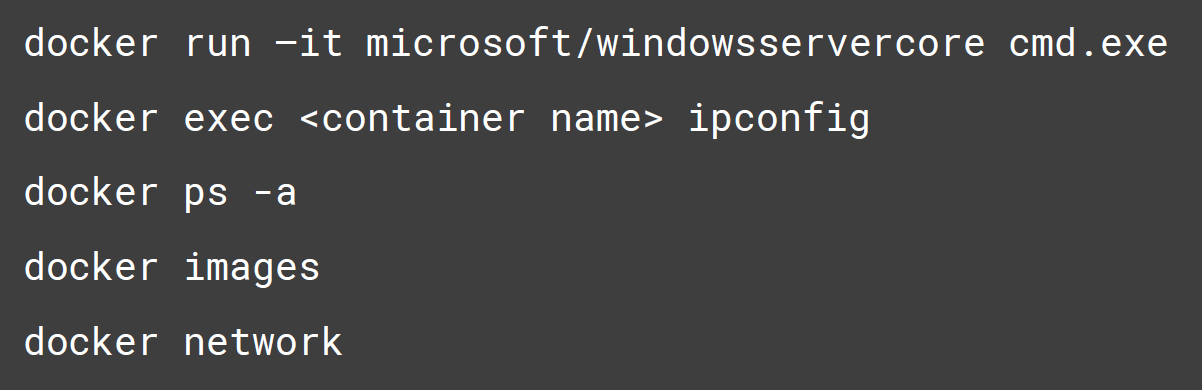 docker run –it microsoft/windowsservercore cmd.exe
docker exec <container name> ipconfig
docker ps -a
docker images
docker network